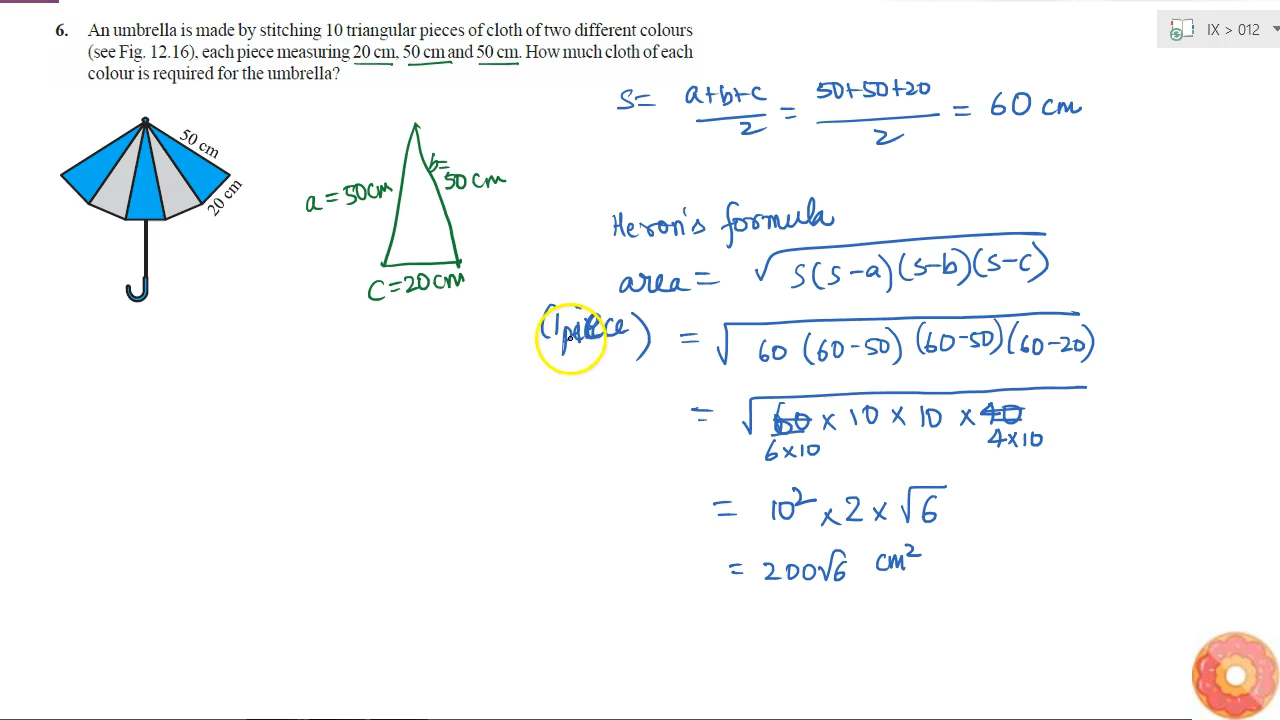 6. An umbrella is made by stitching 10 triangular pieces of cloth of two different colours
(see Fig. 12.16), each piece measuring 20 cm, 50 cm and 50 cm. How much cloth of each
colour is required for the umbrella?
IX > 012
50 cm
20 cm
a = 50cm
b=
50 cm
C = 20cm
S= a+b+c/2 = 50+50+20/2 = 60 cm
Heron's formula
area = √S(S-a)(S-b)(S-c)
(1 piece) = √60 (60-50) (60-50)(60-20)
= √60 × 10 × 10 × 40
6×10 4×10
= 10² × 2 × √6
= 200√6 cm²